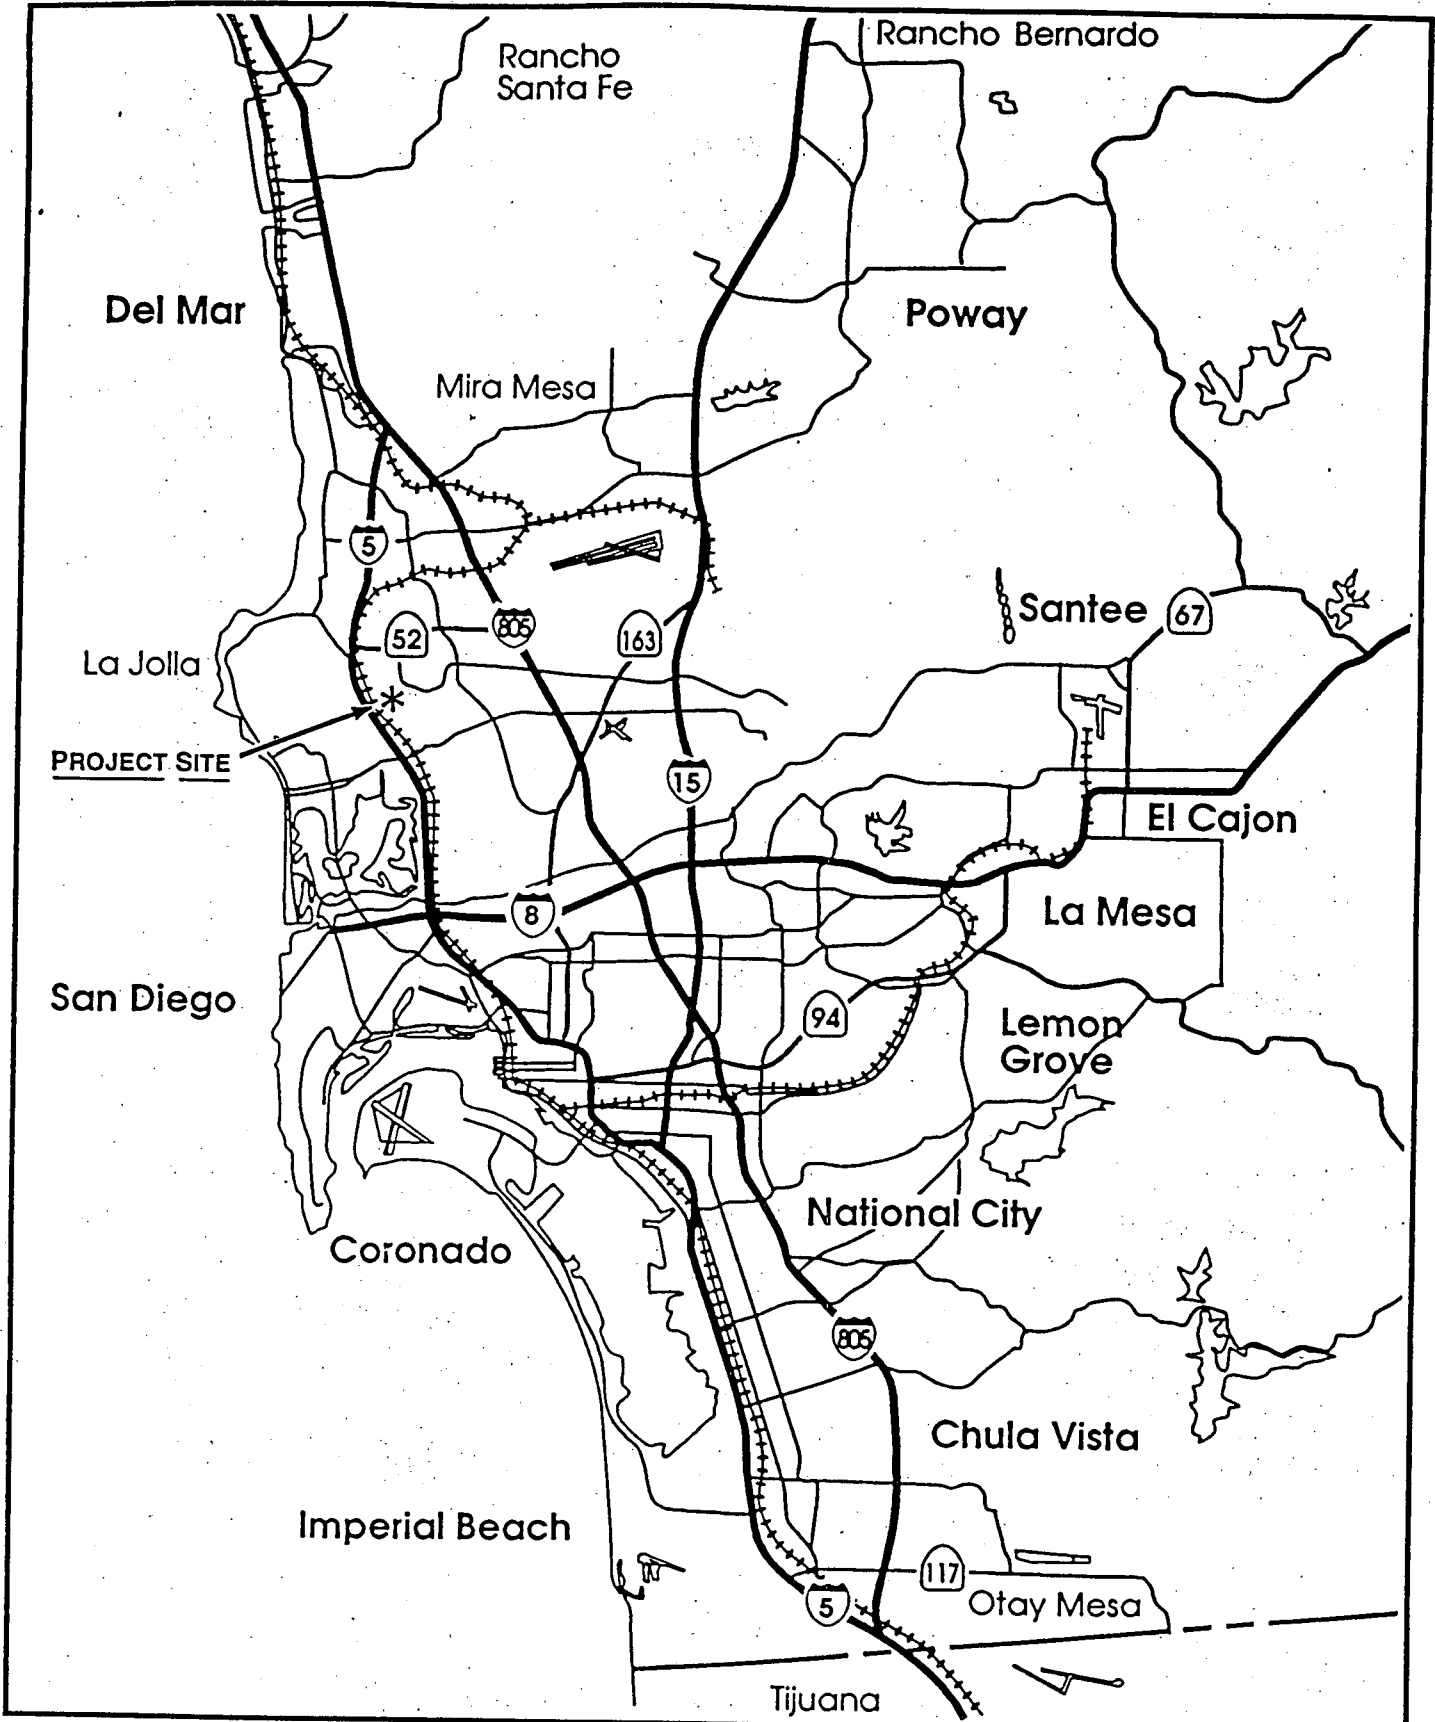 Rancho
Santa Fe
Rancho Bernardo
Del Mar
Poway
Mira Mesa
5
805
52
163
Santee
67
La Jolla
PROJECT SITE
15
El Cajon
8
La Mesa
San Diego
94
Lemon
Grove
National City
Coronado
805
Chula Vista
Imperial Beach
117
5
Otay Mesa
Tijuana